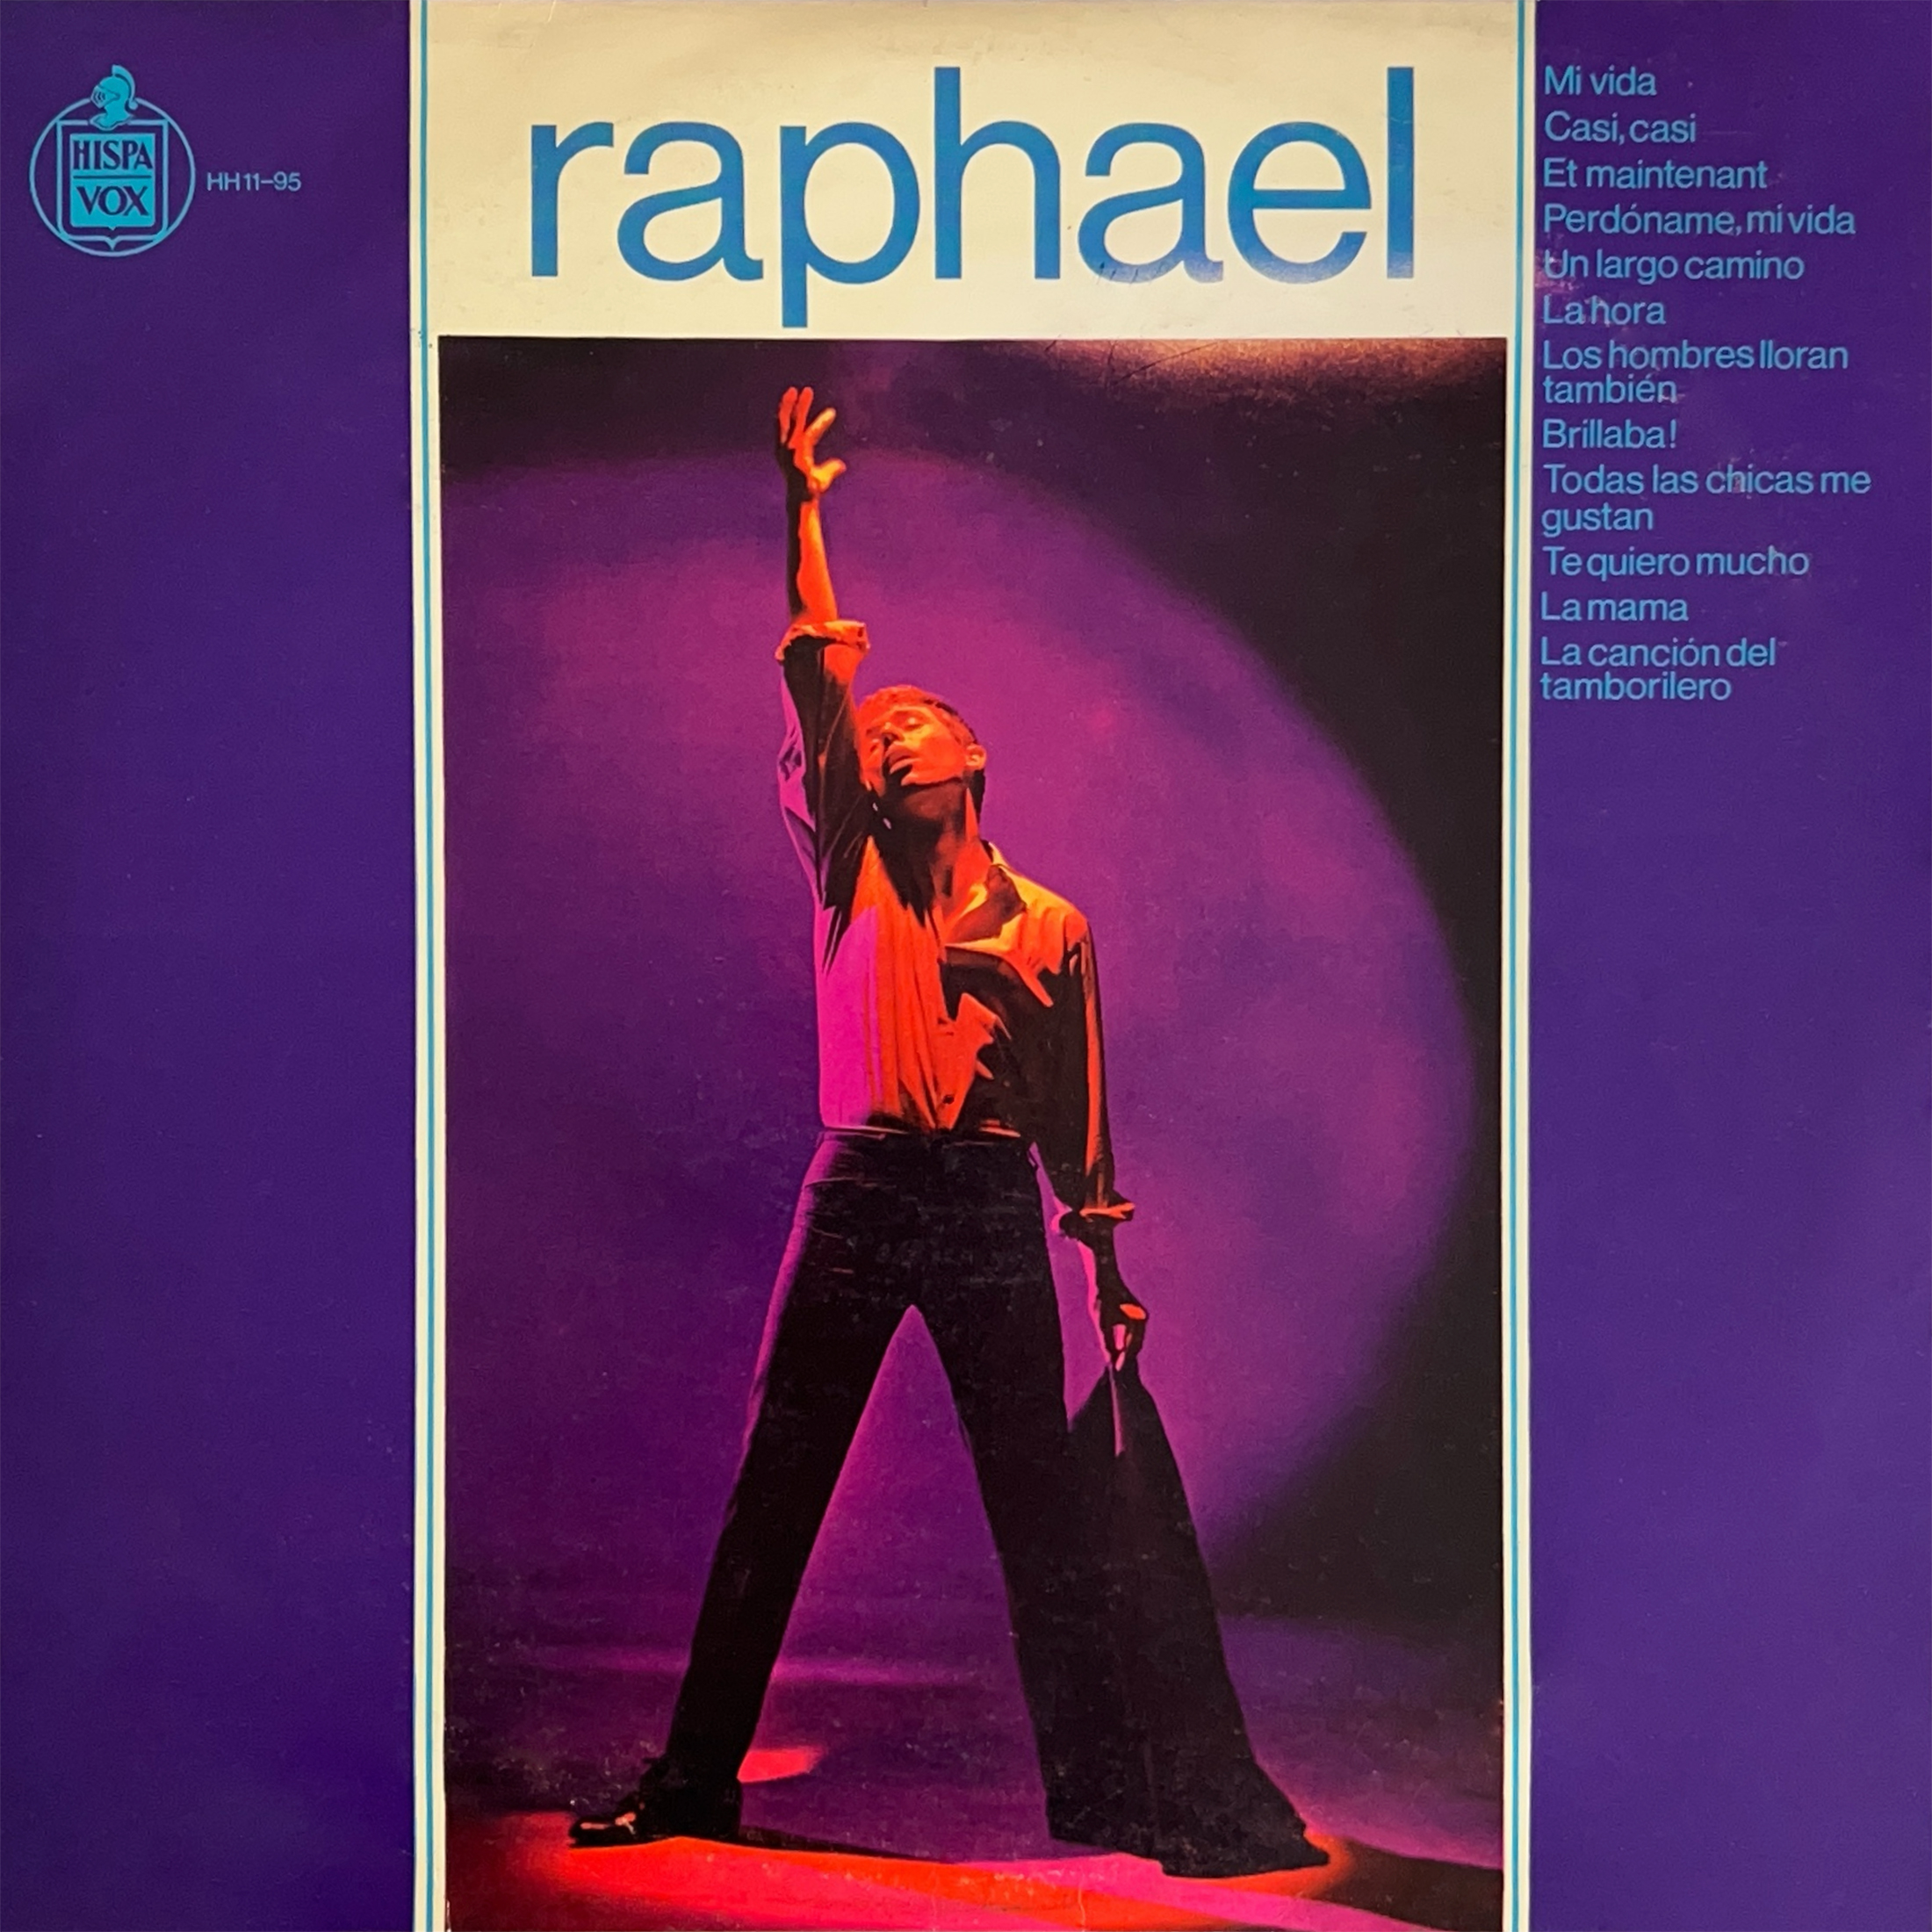 HISPA
VOX
HH 11-95
raphael
Mi vida
Casi, casi
Et maintenant
Perdóname, mi vida
Un largo camino
La hora
Los hombres lloran
también
Brillaba!
Todas las chicas me
gustan
Te quiero mucho
La mama
La canción del
tamborilero